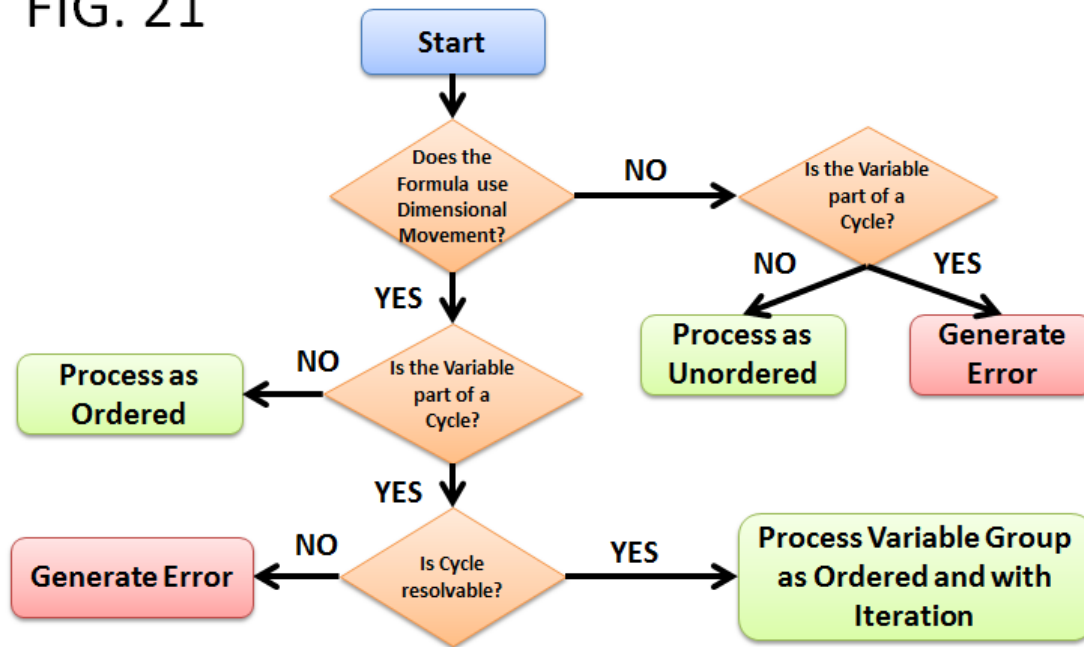 FIG. 21
Start
Does the
Formula use
Dimensional
Movement?
NO
Is the Variable
part of a
Cycle?
NO
YES
YES
Process as
Unordered
Generate
Error
Process as
Ordered
NO
Is the Variable
part of a
Cycle?
YES
Generate Error
NO
Is Cycle
resolvable?
YES
Process Variable Group
as Ordered and with
Iteration